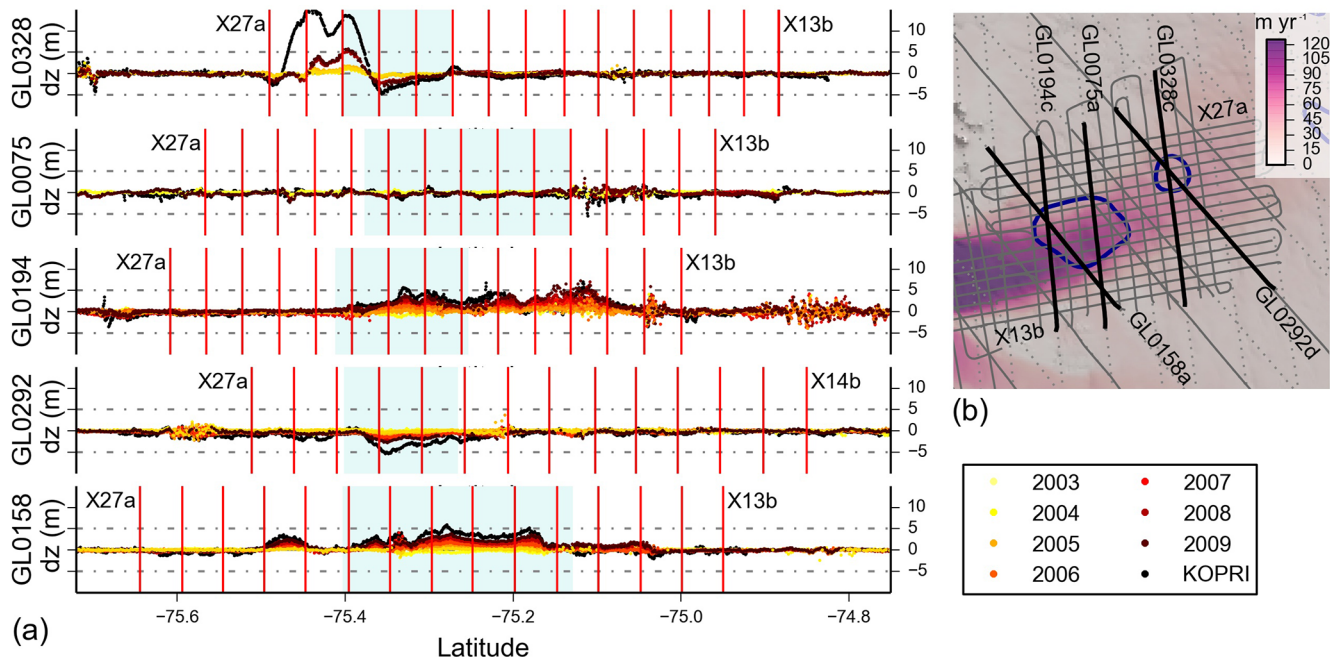 GL0328
dz (m)
X27a
X13b
10
5
0
−5
GL0075
dz (m)
X27a
X13b
10
5
0
−5
GL0194
dz (m)
X27a
X13b
10
5
0
−5
GL0292
dz (m)
X27a
X14b
10
5
0
−5
GL0158
dz (m)
X27a
X13b
10
5
0
−5
−75.6
−75.4
−75.2
−75.0
−74.8
Latitude
(a)
m yr⁻¹
120
105
90
75
60
45
30
15
0
GL0194c
GL0075a
GL0328c
X27a
X13b
GL0158a
GL0292d
(b)
2003
2004
2005
2006
2007
2008
2009
KOPRI